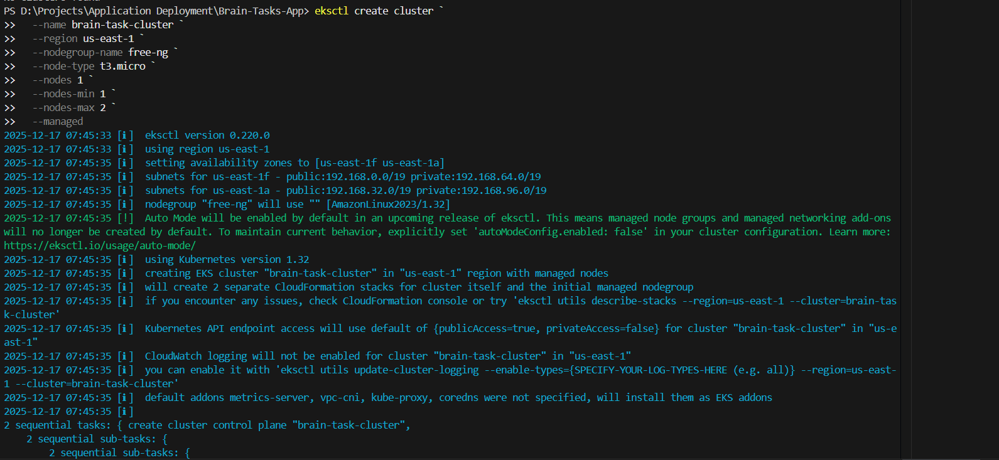 PS D:\Projects\Application Deployment\Brain-Tasks-App> eksctl create cluster `
>>   --name brain-task-cluster `
>>   --region us-east-1 `
>>   --nodegroup-name free-ng `
>>   --node-type t3.micro `
>>   --nodes 1 `
>>   --nodes-min 1 `
>>   --nodes-max 2 `
>>   --managed
2025-12-17 07:45:33 [ℹ]  eksctl version 0.220.0
2025-12-17 07:45:33 [ℹ]  using region us-east-1
2025-12-17 07:45:35 [ℹ]  setting availability zones to [us-east-1f us-east-1a]
2025-12-17 07:45:35 [ℹ]  subnets for us-east-1f - public:192.168.0.0/19 private:192.168.64.0/19
2025-12-17 07:45:35 [ℹ]  subnets for us-east-1a - public:192.168.32.0/19 private:192.168.96.0/19
2025-12-17 07:45:35 [ℹ]  nodegroup "free-ng" will use "" [AmazonLinux2023/1.32]
2025-12-17 07:45:35 [!]  Auto Mode will be enabled by default in an upcoming release of eksctl. This means managed node groups and managed networking add-ons
will no longer be created by default. To maintain current behavior, explicitly set 'autoModeConfig.enabled: false' in your cluster configuration. Learn more:
https://eksctl.io/usage/auto-mode/
2025-12-17 07:45:35 [ℹ]  using Kubernetes version 1.32
2025-12-17 07:45:35 [ℹ]  creating EKS cluster "brain-task-cluster" in "us-east-1" region with managed nodes
2025-12-17 07:45:35 [ℹ]  will create 2 separate CloudFormation stacks for cluster itself and the initial managed nodegroup
2025-12-17 07:45:35 [ℹ]  if you encounter any issues, check CloudFormation console or try 'eksctl utils describe-stacks --region=us-east-1 --cluster=brain-tas
k-cluster'
2025-12-17 07:45:35 [ℹ]  Kubernetes API endpoint access will use default of {publicAccess=true, privateAccess=false} for cluster "brain-task-cluster" in "us-e
ast-1"
2025-12-17 07:45:35 [ℹ]  CloudWatch logging will not be enabled for cluster "brain-task-cluster" in "us-east-1"
2025-12-17 07:45:35 [ℹ]  you can enable it with 'eksctl utils update-cluster-logging --enable-types={SPECIFY-YOUR-LOG-TYPES-HERE (e.g. all)} --region=us-east-
1 --cluster=brain-task-cluster'
2025-12-17 07:45:35 [ℹ]  default addons metrics-server, vpc-cni, kube-proxy, coredns were not specified, will install them as EKS addons
2025-12-17 07:45:35 [ℹ]
2 sequential tasks: { create cluster control plane "brain-task-cluster",
    2 sequential sub-tasks: {
        2 sequential sub-tasks: {